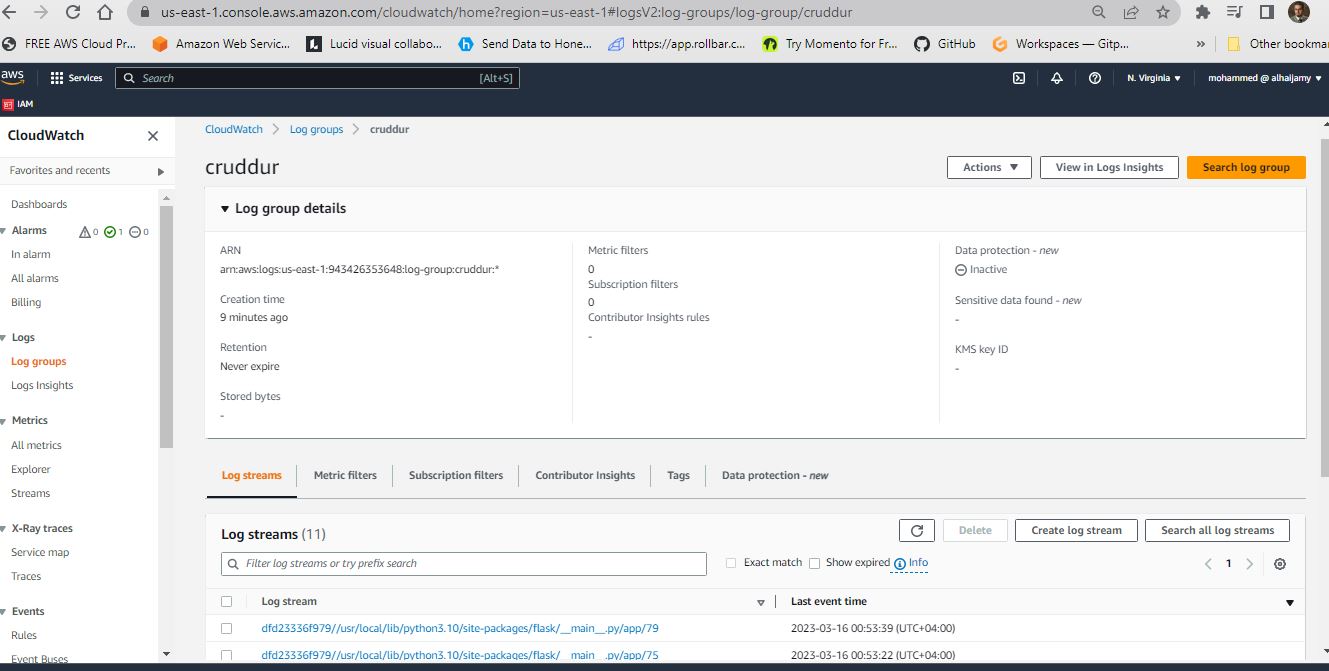 us-east-1.console.aws.amazon.com/cloudwatch/home?region=us-east-1#logsV2:log-groups/log-group/cruddur
FREE AWS Cloud Pr... Amazon Web Servic... Lucid visual collabo... Send Data to Hone... https://app.rollbar.c... Try Momento for Fr... GitHub Workspaces — Gitp... » Other bookma
aws Services Search [Alt+S] N. Virginia mohammed @ alhaljamy
IAM
CloudWatch
Favorites and recents
Dashboards
Alarms 0 1 0
In alarm
All alarms
Billing
Logs
Log groups
Logs Insights
Metrics
All metrics
Explorer
Streams
X-Ray traces
Service map
Traces
Events
Rules
Event Buses
CloudWatch > Log groups > cruddur
cruddur
Actions View in Logs Insights Search log group
Log group details
ARN
arn:aws:logs:us-east-1:943426353648:log-group:cruddur:*
Creation time
9 minutes ago
Retention
Never expire
Stored bytes
-
Metric filters
0
Subscription filters
0
Contributor Insights rules
-
Data protection - new
Inactive
Sensitive data found - new
-
KMS key ID
-
Log streams Metric filters Subscription filters Contributor Insights Tags Data protection - new
Log streams (11)
Delete Create log stream Search all log streams
Filter log streams or try prefix search Exact match Show expired Info 1
Log stream Last event time
dfd23336f979//usr/local/lib/python3.10/site-packages/flask/__main__.py/app/79 2023-03-16 00:53:39 (UTC+04:00)
dfd23336f979//usr/local/lib/python3.10/site-packages/flask/__main__.py/app/75 2023-03-16 00:53:22 (UTC+04:00)